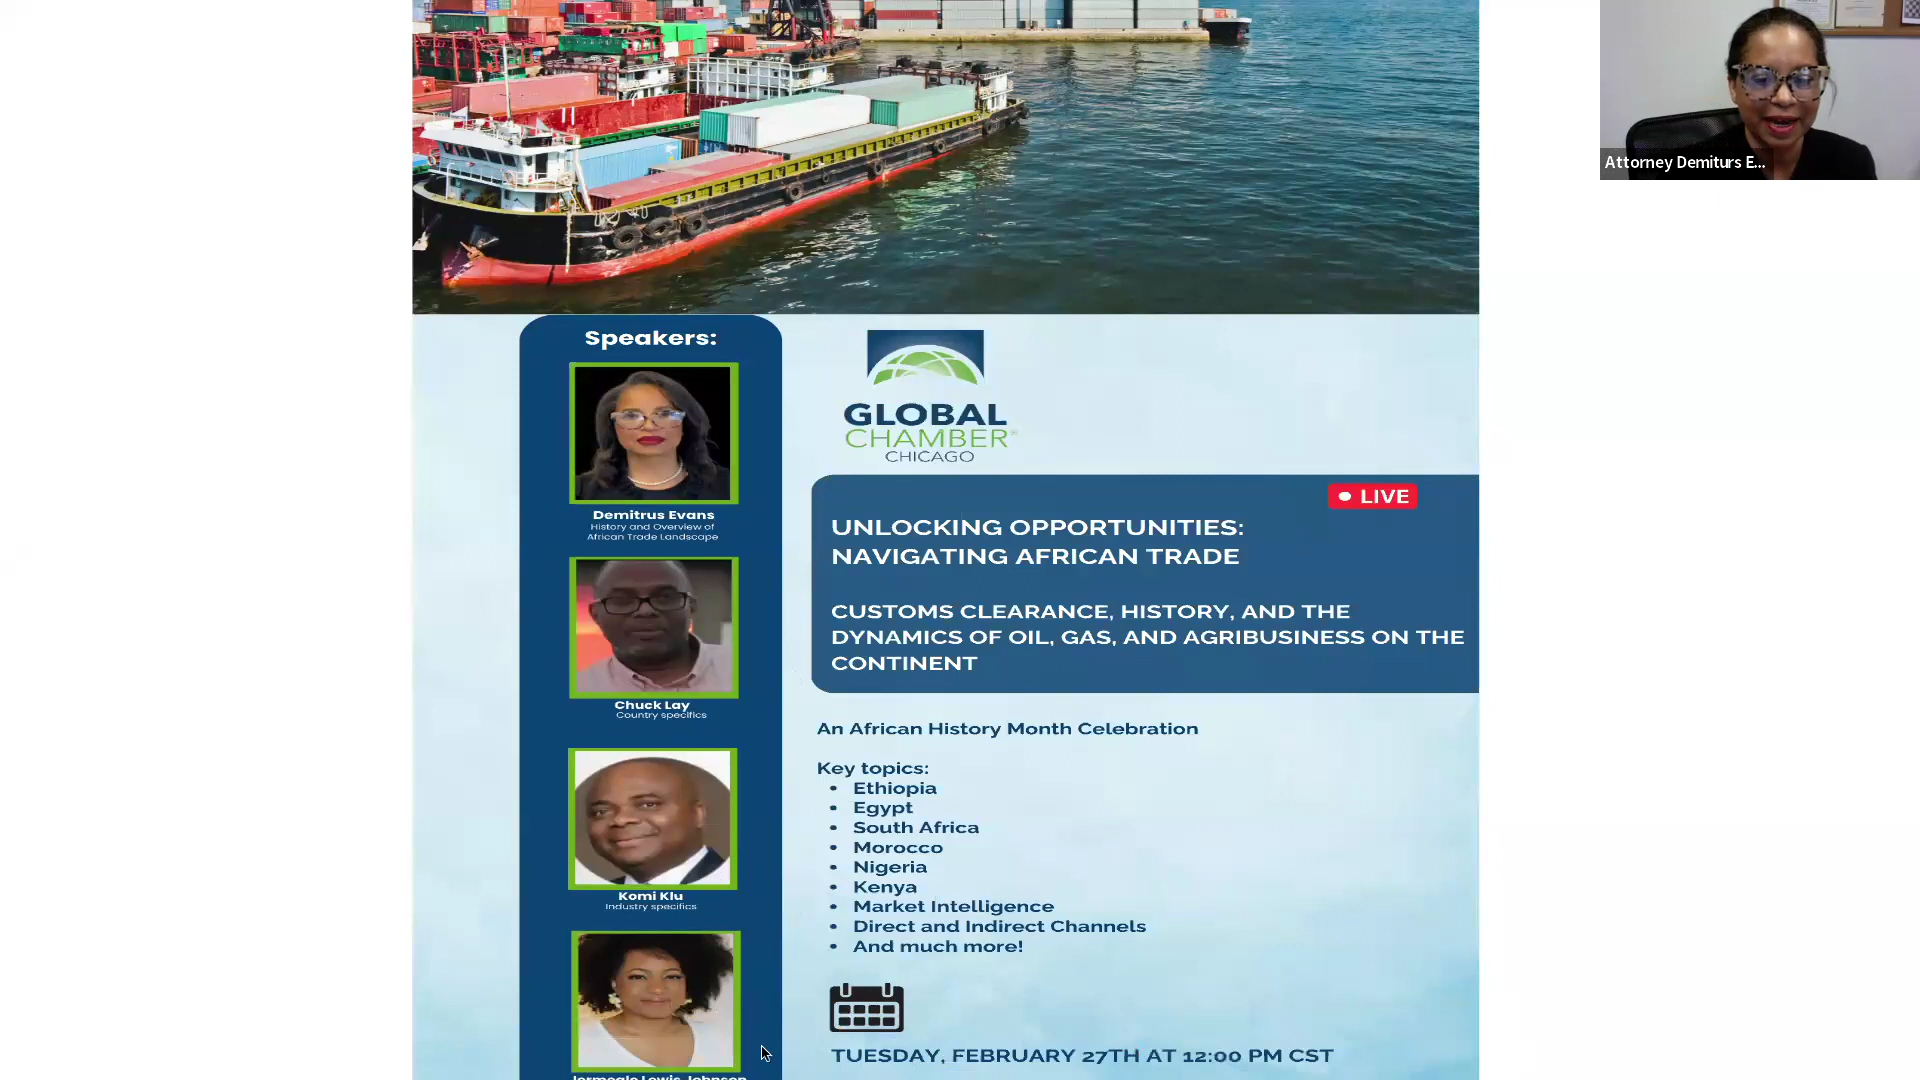 Attorney Demiturs E...
Speakers:
Demitrus Evans
History and Overview of
African Trade Landscape
Chuck Lay
Country specifics
Komi Klu
Industry specifics
GLOBAL
CHAMBER
CHICAGO
LIVE
UNLOCKING OPPORTUNITIES:
NAVIGATING AFRICAN TRADE
CUSTOMS CLEARANCE, HISTORY, AND THE
DYNAMICS OF OIL, GAS, AND AGRIBUSINESS ON THE
CONTINENT
An African History Month Celebration
Key topics:
• Ethiopia
• Egypt
• South Africa
• Morocco
• Nigeria
• Kenya
• Market Intelligence
• Direct and Indirect Channels
• And much more!
TUESDAY, FEBRUARY 27TH AT 12:00 PM CST